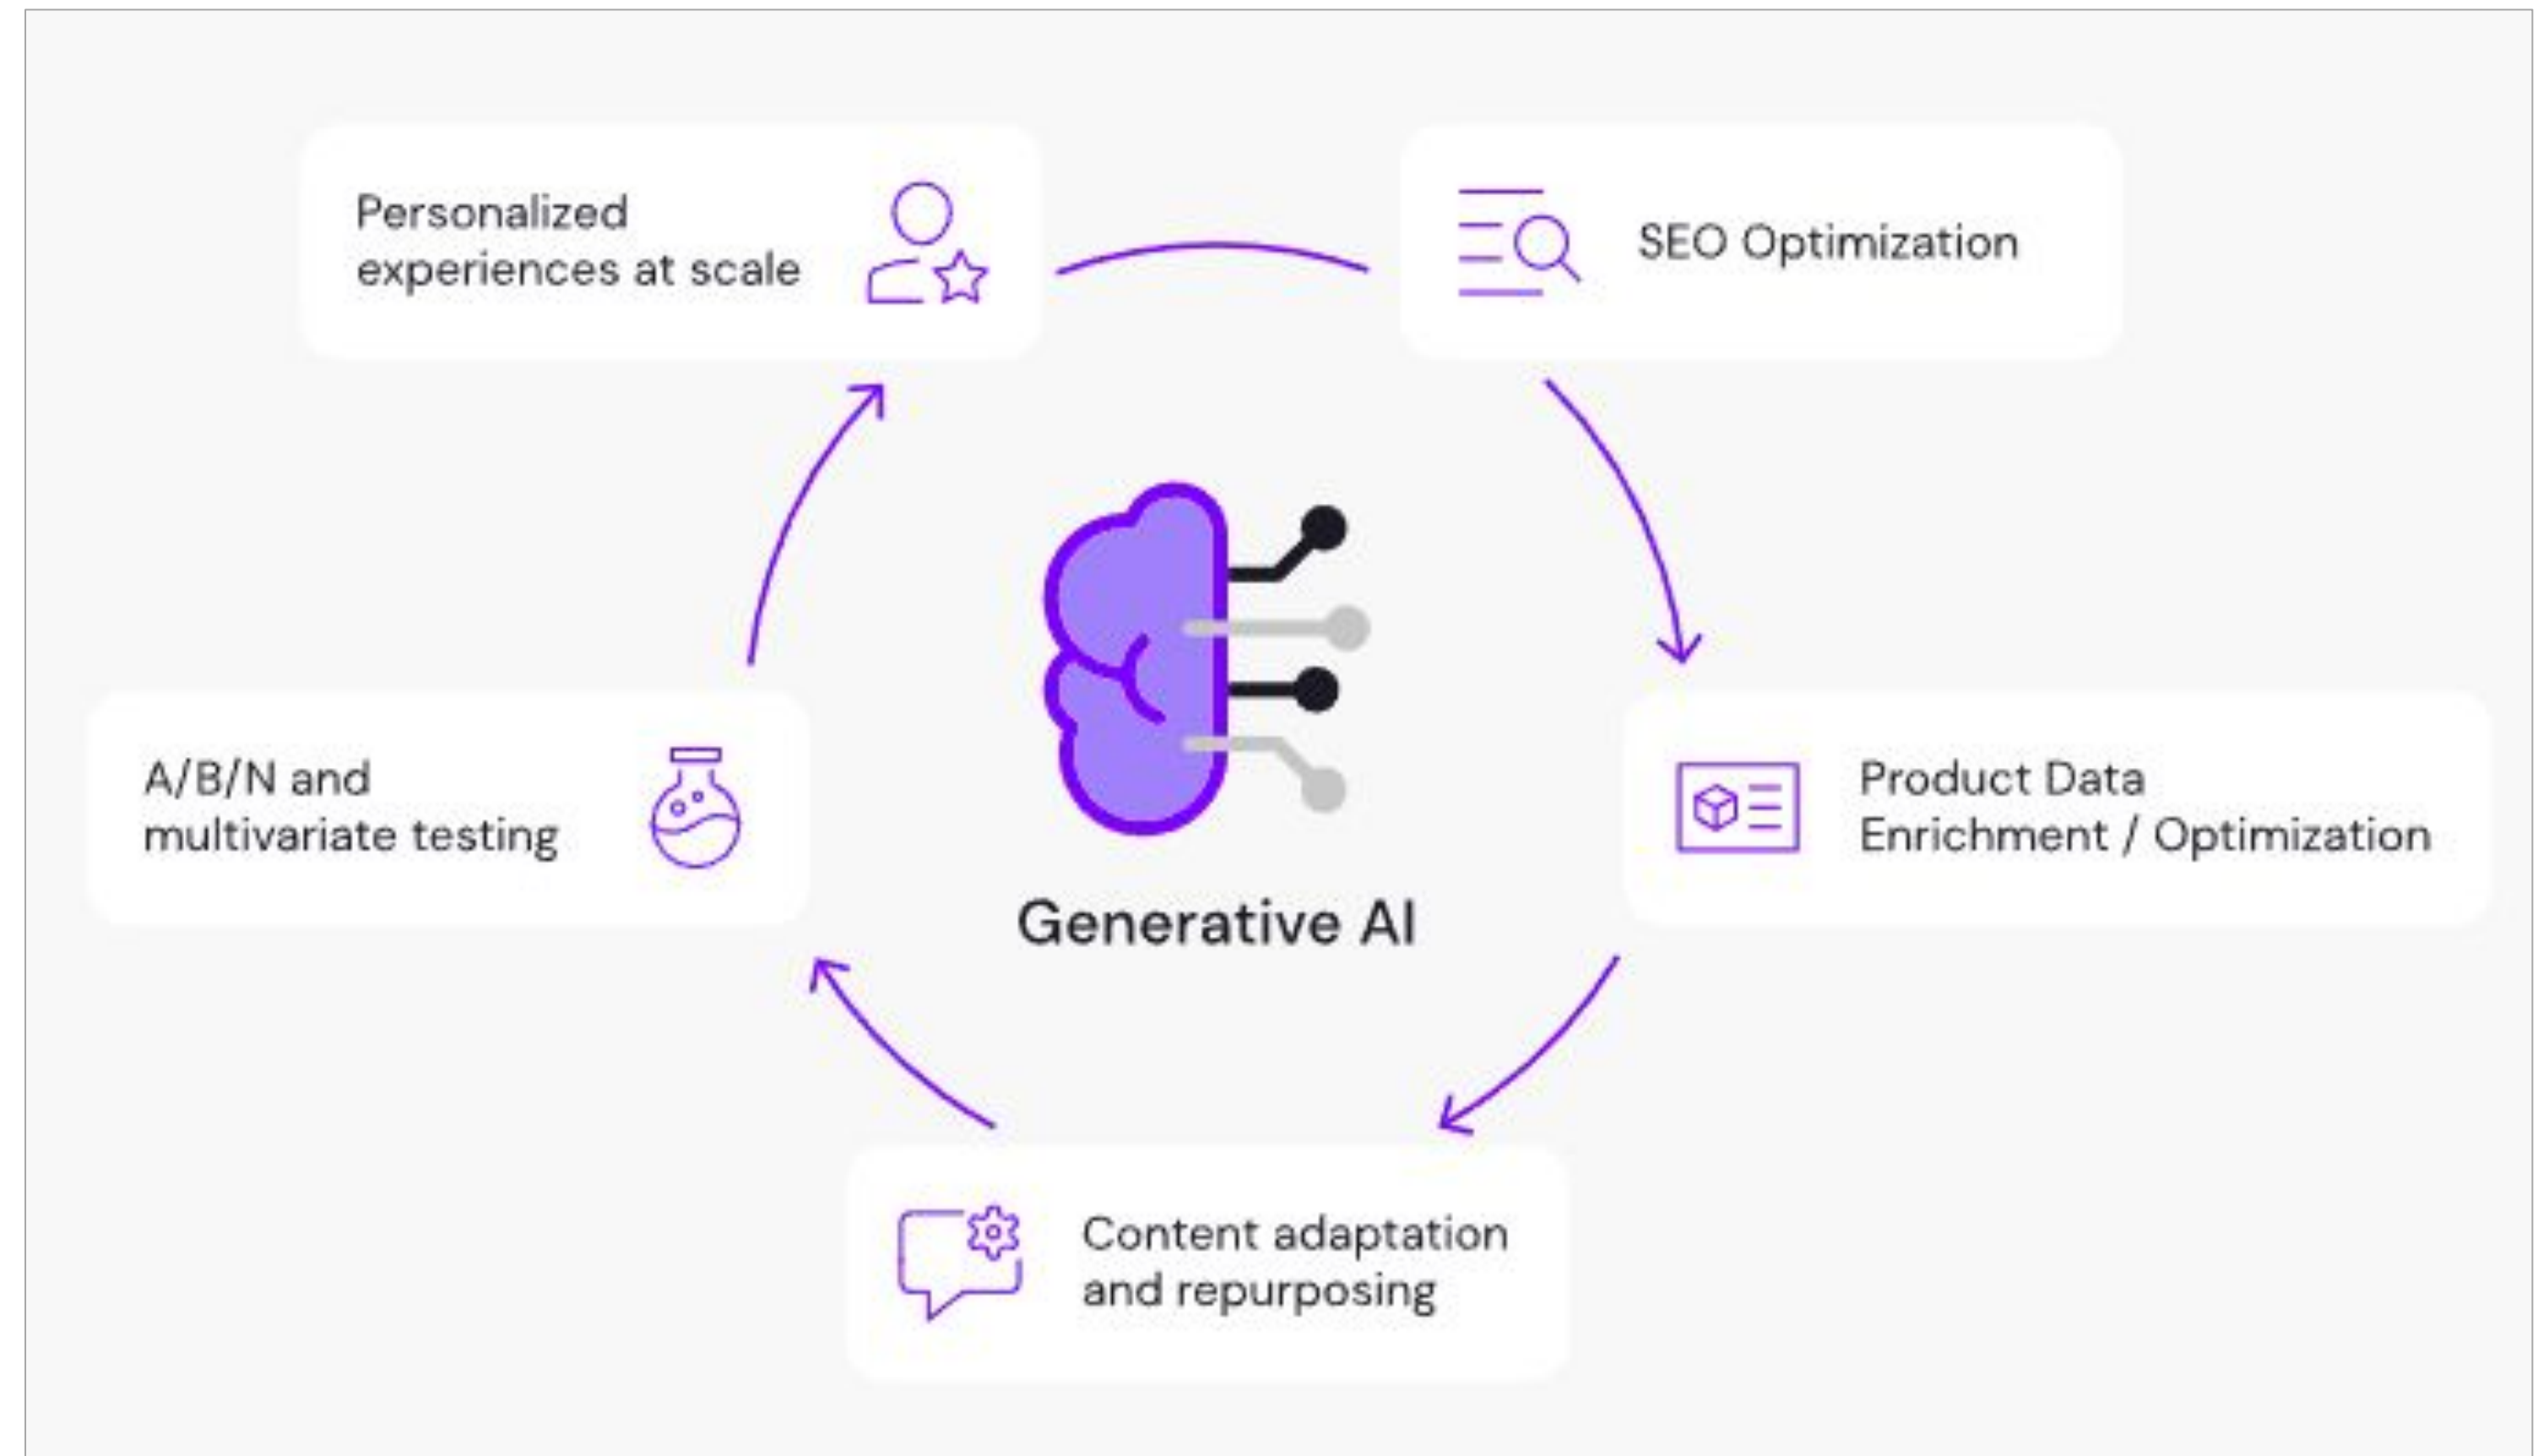 Personalized
experiences at scale
SEO Optimization
A/B/N and
multivariate testing
Generative AI
Product Data
Enrichment / Optimization
Content adaptation
and repurposing